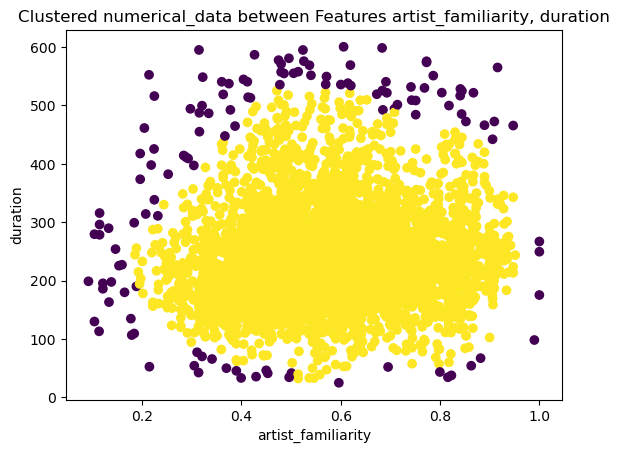 Clustered numerical_data between Features artist_familiarity, duration
600
500
400
300
200
100
0
duration
0.2 0.4 0.6 0.8 1.0
artist_familiarity